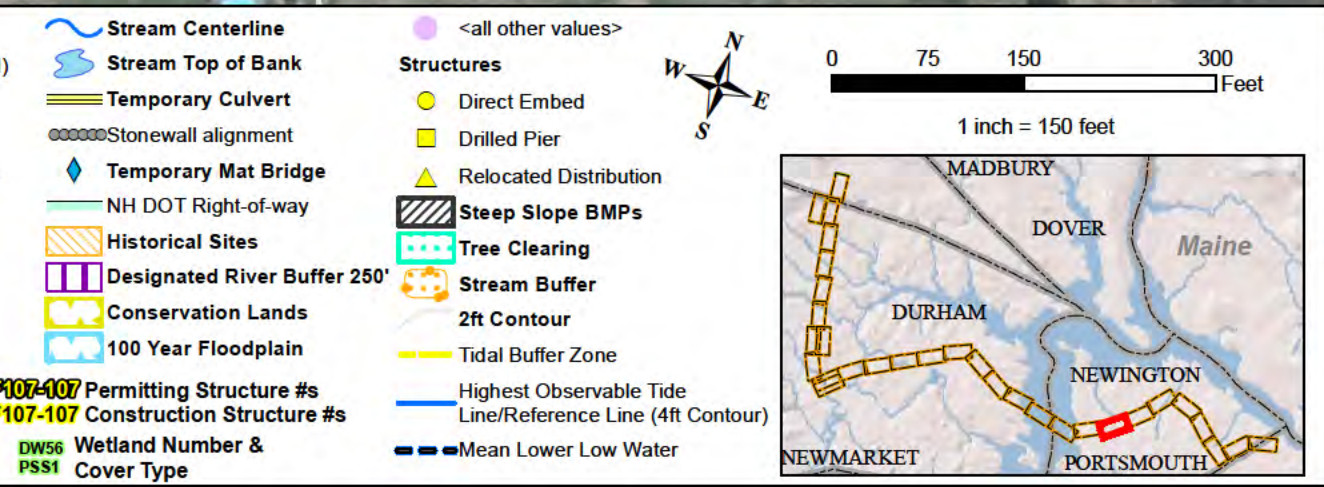 Stream Centerline
Stream Top of Bank
Temporary Culvert
Stonewall alignment
Temporary Mat Bridge
NH DOT Right-of-way
Historical Sites
Designated River Buffer 250'
Conservation Lands
100 Year Floodplain
107-107 Permitting Structure #s
107-107 Construction Structure #s
DW56 Wetland Number &
PSS1 Cover Type
<all other values>
Structures
Direct Embed
Drilled Pier
Relocated Distribution
Steep Slope BMPs
Tree Clearing
Stream Buffer
2ft Contour
Tidal Buffer Zone
Highest Observable Tide
Line/Reference Line (4ft Contour)
Mean Lower Low Water
N
W
E
S
0 75 150 300
Feet
1 inch = 150 feet
MADBURY
DOVER
Maine
DURHAM
NEWINGTON
NEWMARKET
PORTSMOUTH